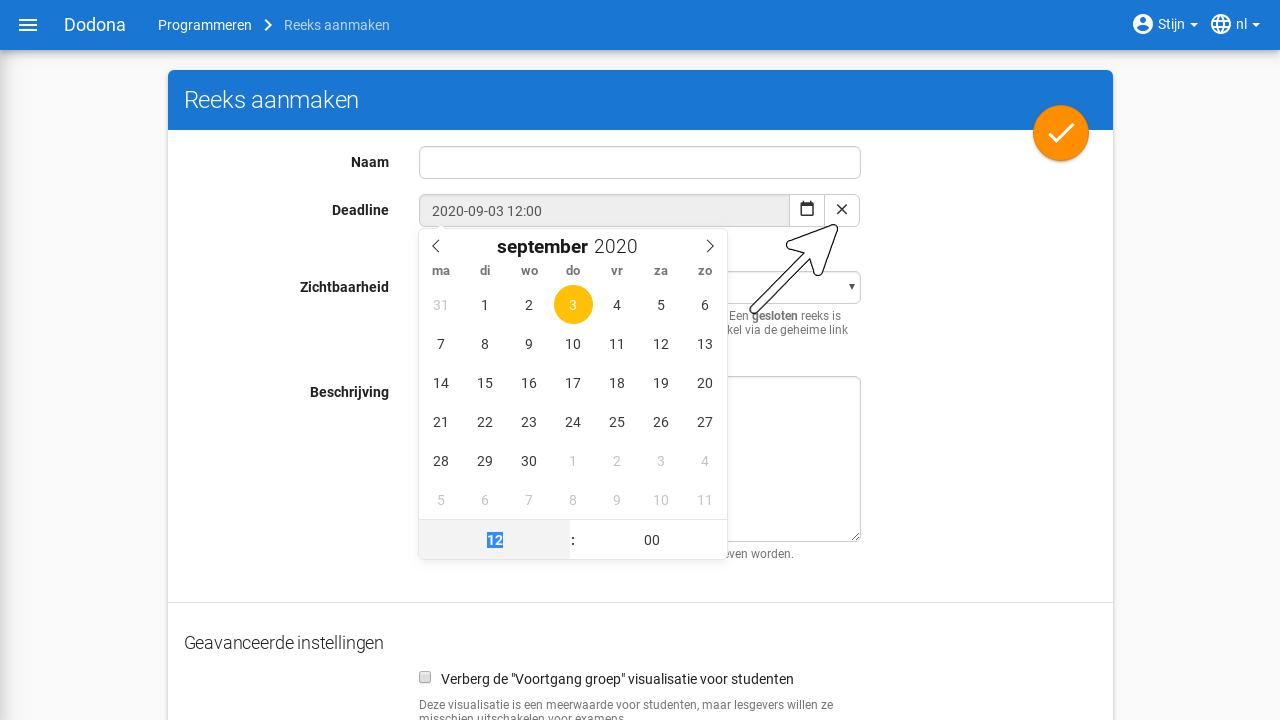 Dodona Programmeren Reeks aanmaken Stijn nl
Reeks aanmaken
Naam
Deadline 2020-09-03 12:00
september 2020
ma di wo do vr za zo
31 1 2 3 4 5 6
7 8 9 10 11 12 13
14 15 16 17 18 19 20
21 22 23 24 25 26 27
28 29 30 1 2 3 4
5 6 7 8 9 10 11
12 : 00
Zichtbaarheid
Een gesloten reeks is
via de geheime link
Beschrijving
worden.
Geavanceerde instellingen
Verberg de "Voortgang groep" visualisatie voor studenten
Deze visualisatie is een meerwaarde voor studenten, maar lesgevers willen ze
misschien uitschakelen voor examens.